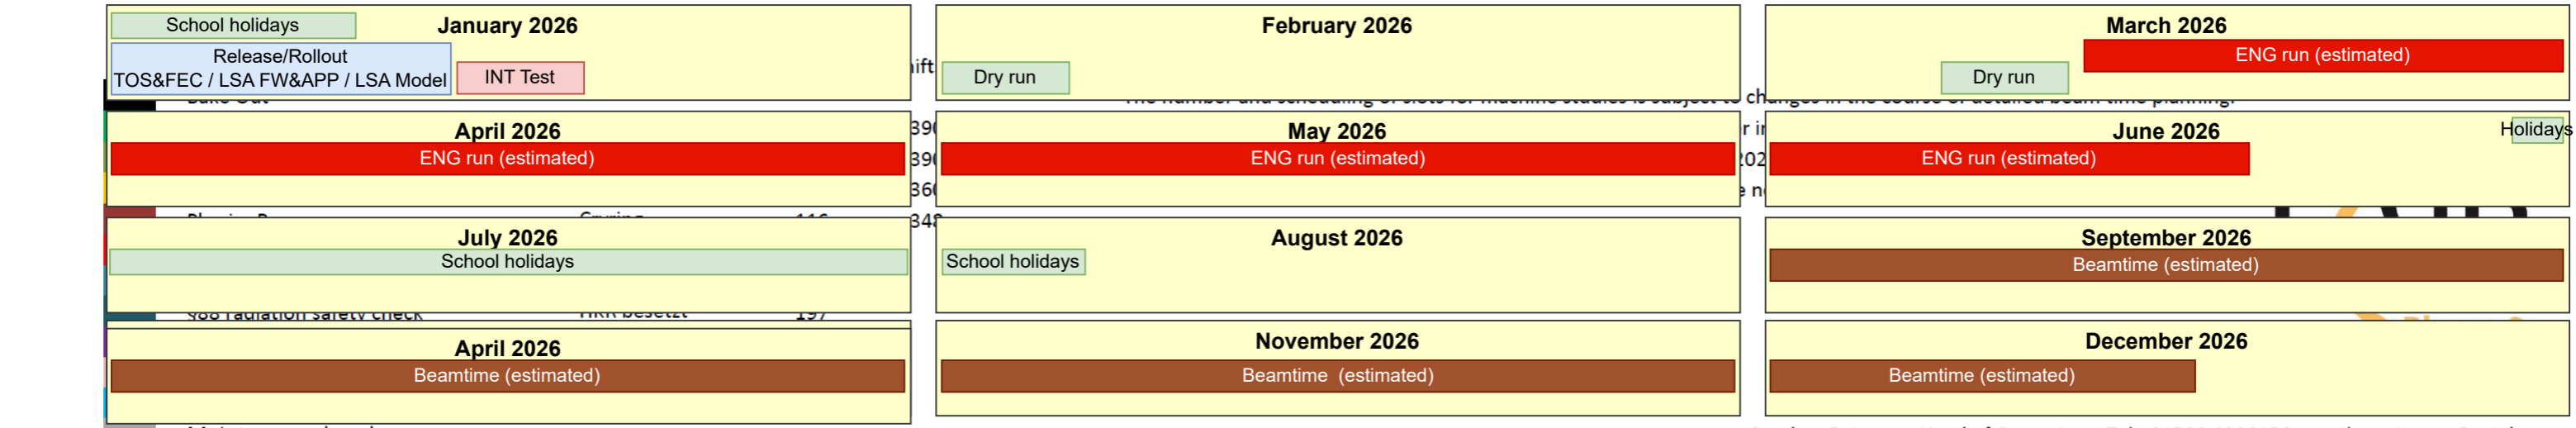 School holidays
January 2026
Release/Rollout
TOS&FEC / LSA FW&APP / LSA Model
INT Test
February 2026
Dry run
March 2026
ENG run (estimated)
Dry run
April 2026
ENG run (estimated)
May 2026
ENG run (estimated)
June 2026
Holidays
ENG run (estimated)
July 2026
School holidays
August 2026
School holidays
September 2026
Beamtime (estimated)
April 2026
Beamtime (estimated)
November 2026
Beamtime (estimated)
December 2026
Beamtime (estimated)